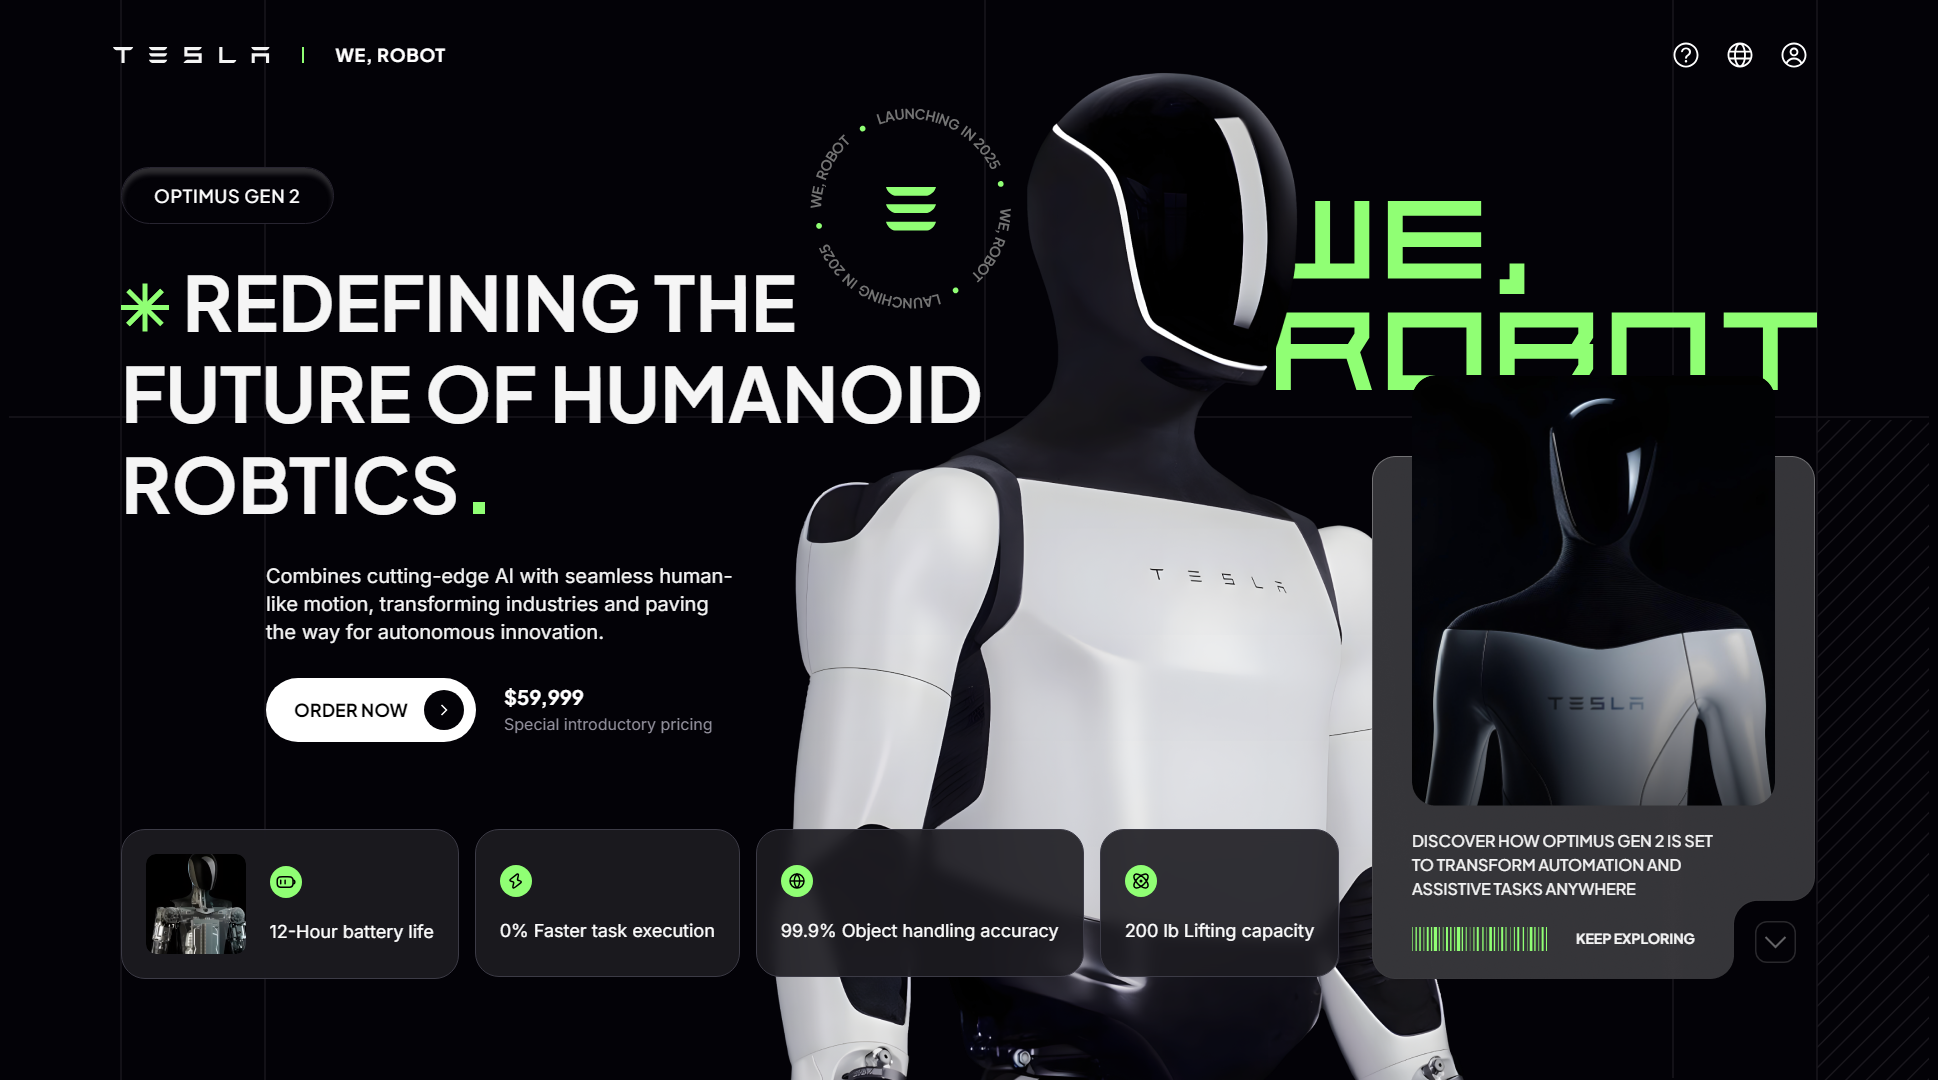 TESLA
WE, ROBOT
OPTIMUS GEN 2
LAUNCHING IN 2025
WE, ROBOT
LAUNCHING IN 2025
WE, ROBOT
REDEFINING THE
FUTURE OF HUMANOID
ROBTICS.
WE,
ROBOT
Combines cutting-edge AI with seamless human-
like motion, transforming industries and paving
the way for autonomous innovation.
ORDER NOW
$59,999
Special introductory pricing
TESLA
TESLA
12-Hour battery life
0% Faster task execution
99.9% Object handling accuracy
200 lb Lifting capacity
DISCOVER HOW OPTIMUS GEN 2 IS SET
TO TRANSFORM AUTOMATION AND
ASSISTIVE TASKS ANYWHERE
KEEP EXPLORING